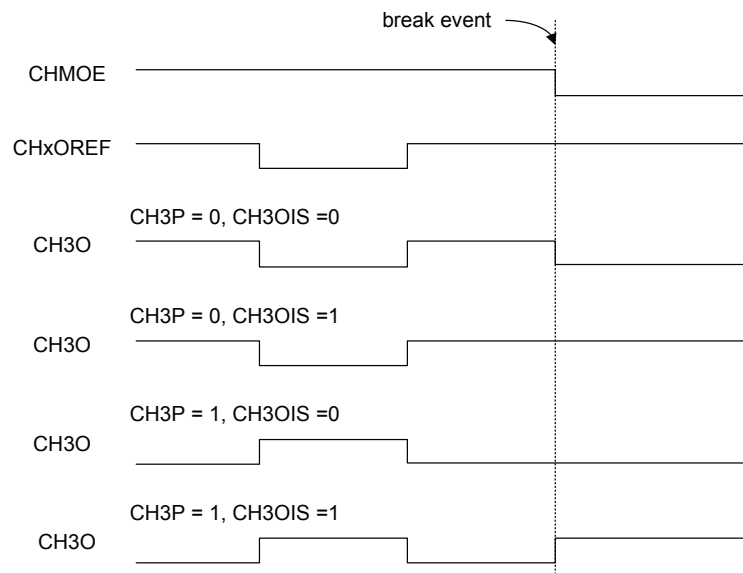 break event
CHMOE
CHxOREF
CH3P = 0, CH3OIS =0
CH3O
CH3P = 0, CH3OIS =1
CH3O
CH3P = 1, CH3OIS =0
CH3O
CH3P = 1, CH3OIS =1
CH3O